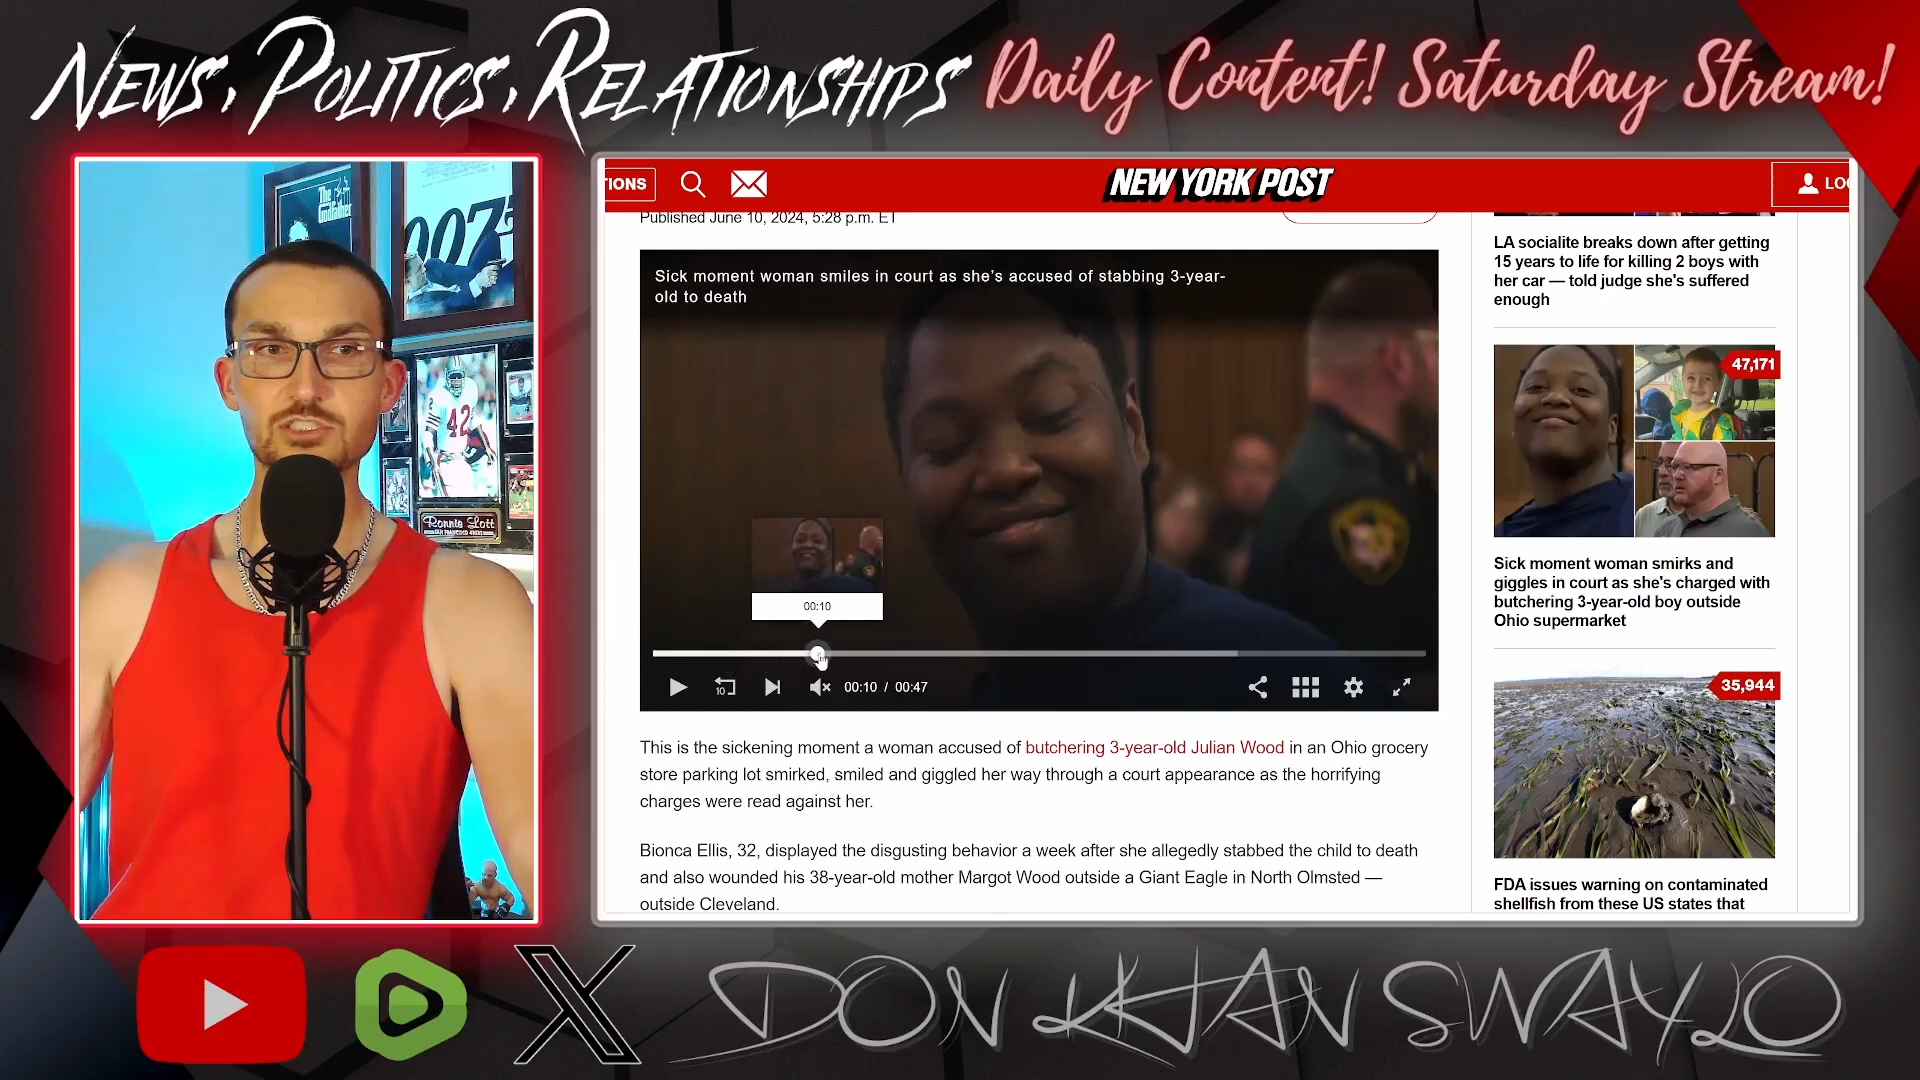 NEWS, POLITICS, RELATIONSHIPS
Daily Content! Saturday Stream!
The Godfather
007
42
Ronnie Lott
SAN FRANCISCO 49ERS
TIONS
NEW YORK POST
LO
Published June 10, 2024, 5:28 p.m. ET
Sick moment woman smiles in court as she's accused of stabbing 3-year-
old to death
00:10
10
00:10 / 00:47
This is the sickening moment a woman accused of butchering 3-year-old Julian Wood in an Ohio grocery
store parking lot smirked, smiled and giggled her way through a court appearance as the horrifying
charges were read against her.
Bionca Ellis, 32, displayed the disgusting behavior a week after she allegedly stabbed the child to death
and also wounded his 38-year-old mother Margot Wood outside a Giant Eagle in North Olmsted —
outside Cleveland.
LA socialite breaks down after getting
15 years to life for killing 2 boys with
her car — told judge she's suffered
enough
47,171
Sick moment woman smirks and
giggles in court as she's charged with
butchering 3-year-old boy outside
Ohio supermarket
35,944
FDA issues warning on contaminated
shellfish from these US states that
X
DON KHAN SWAYLO